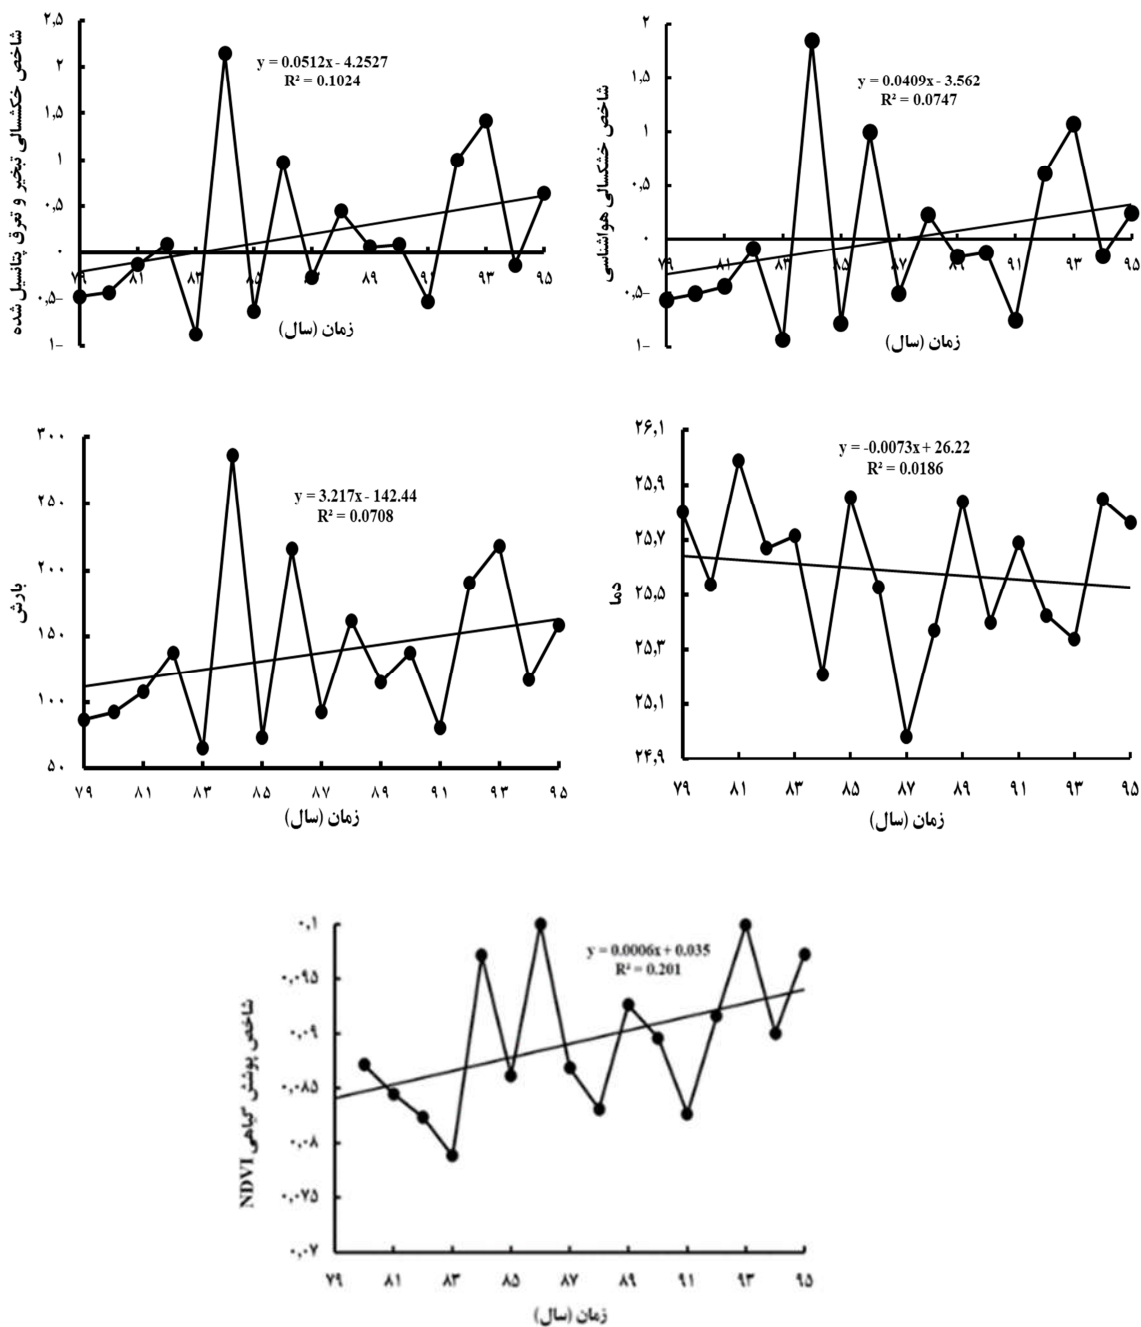 شاخص خکشسالی تبخیر و تعرق پتانسیل شده
۲٫۵
۲
۱٫۵
۱
۰٫۵
۰
۰٫۵–
۱–
y = 0.0512x - 4.2527
R² = 0.1024
۷۹ ۸۱ ۸۳ ۸۵ ۸۷ ۸۹ ۹۱ ۹۳ ۹۵
زمان (سال)
شاخص خشکسالی هواشناسی
۲
۱٫۵
۱
۰٫۵
۰
۰٫۵–
۱–
y = 0.0409x - 3.562
R² = 0.0747
۷۹ ۸۱ ۸۳ ۸۵ ۸۷ ۸۹ ۹۱ ۹۳ ۹۵
زمان (سال)
بارش
۳۰۰
۲۵۰
۲۰۰
۱۵۰
۱۰۰
۵۰
y = 3.217x - 142.44
R² = 0.0708
۷۹ ۸۱ ۸۳ ۸۵ ۸۷ ۸۹ ۹۱ ۹۳ ۹۵
زمان (سال)
دما
۲۶٫۱
۲۵٫۹
۲۵٫۷
۲۵٫۵
۲۵٫۳
۲۵٫۱
۲۴٫۹
y = -0.0073x + 26.22
R² = 0.0186
۷۹ ۸۱ ۸۳ ۸۵ ۸۷ ۸۹ ۹۱ ۹۳ ۹۵
زمان (سال)
شاخص پوشش گیاهی NDVI
۰٫۱
۰٫۰۹۵
۰٫۰۹
۰٫۰۸۵
۰٫۰۸
۰٫۰۷۵
۰٫۰۷
y = 0.0006x + 0.035
R² = 0.201
۷۹ ۸۱ ۸۳ ۸۵ ۸۷ ۸۹ ۹۱ ۹۳ ۹۵
زمان (سال)